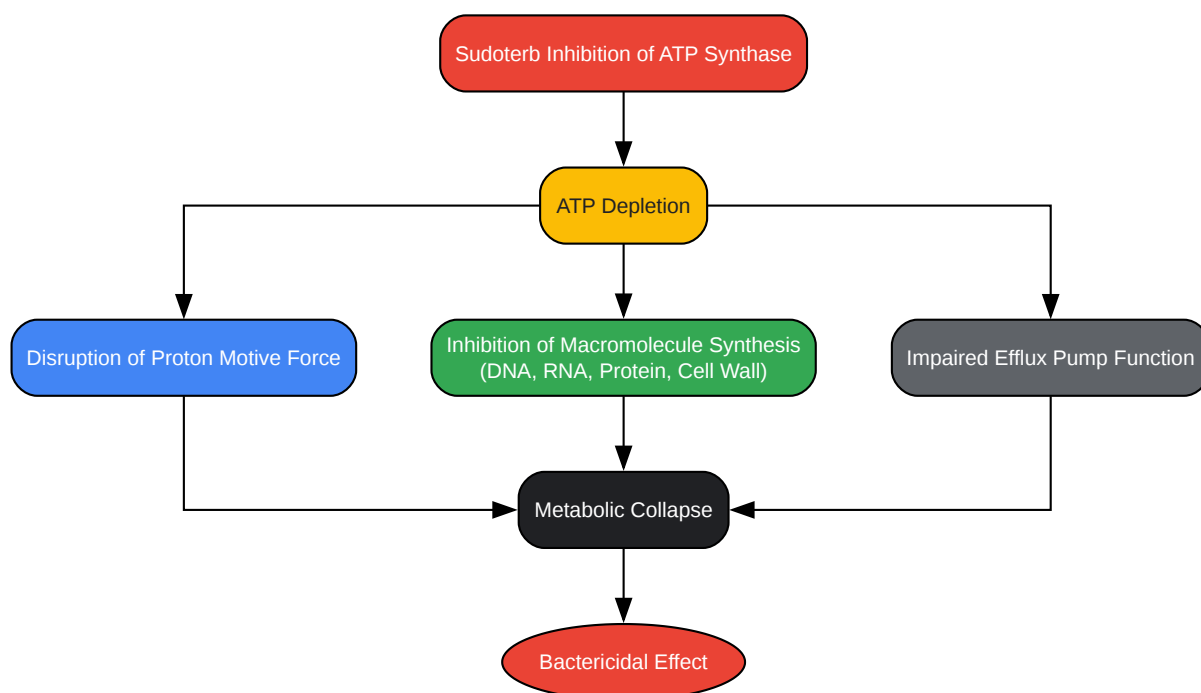 Sudoterb Inhibition of ATP Synthase
ATP Depletion
Disruption of Proton Motive Force
Inhibition of Macromolecule Synthesis
(DNA, RNA, Protein, Cell Wall)
Impaired Efflux Pump Function
Metabolic Collapse
Bactericidal Effect